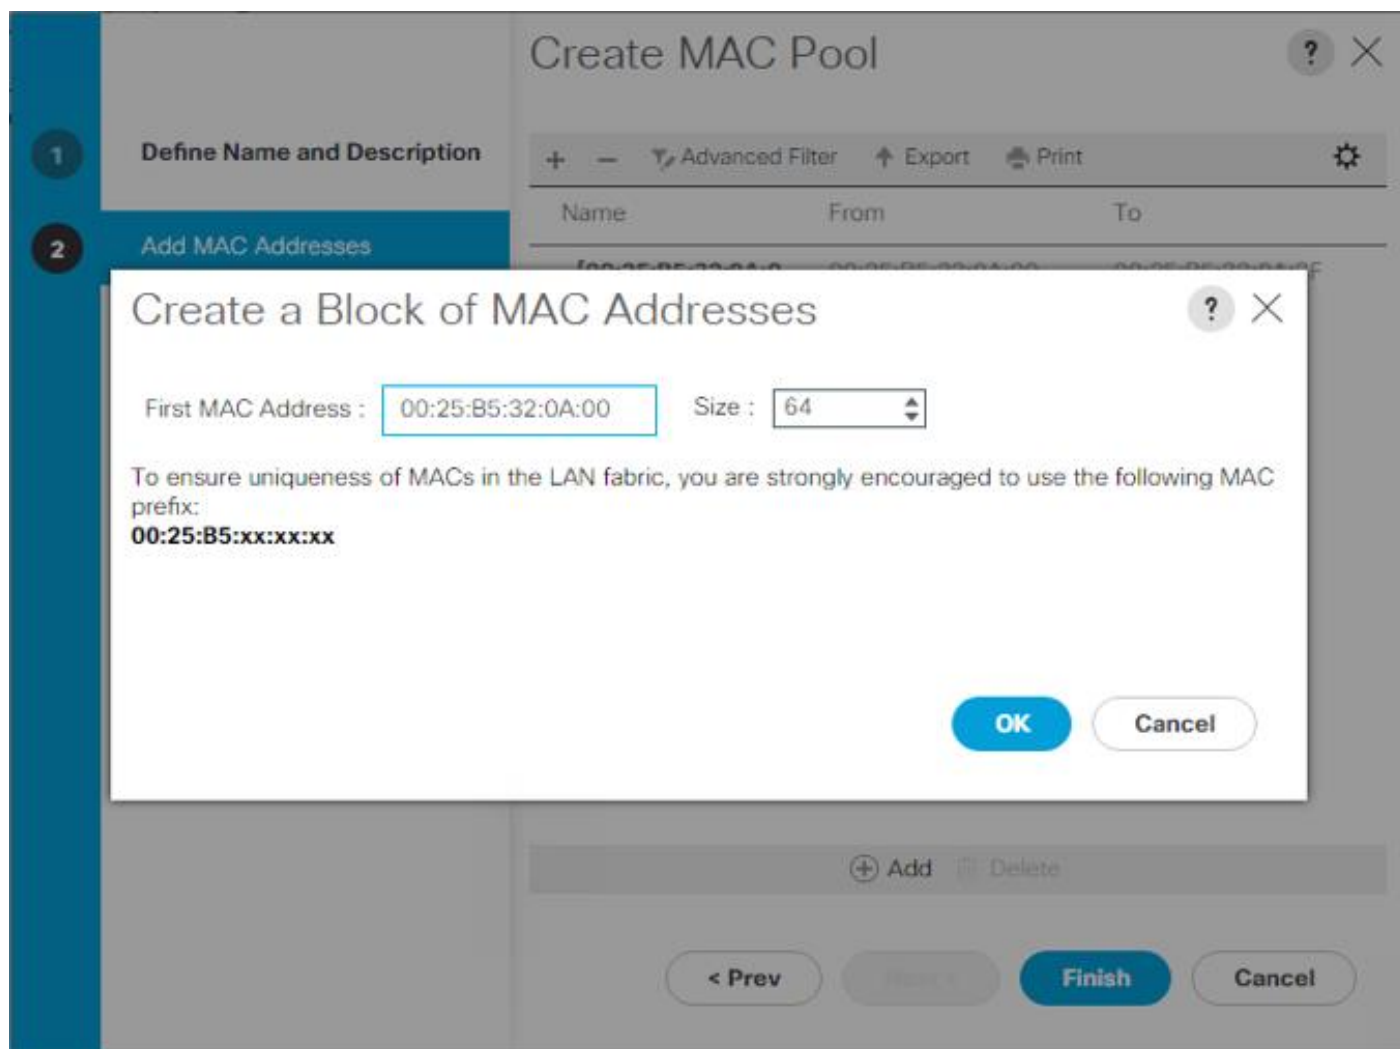 Create MAC Pool
?
1
Define Name and Description
+ − Advanced Filter Export Print
Name From To
2
Add MAC Addresses
Create a Block of MAC Addresses
?
First MAC Address : 00:25:B5:32:0A:00 Size : 64
To ensure uniqueness of MACs in the LAN fabric, you are strongly encouraged to use the following MAC
prefix:
00:25:B5:xx:xx:xx
OK Cancel
Add Delete
< Prev Finish Cancel